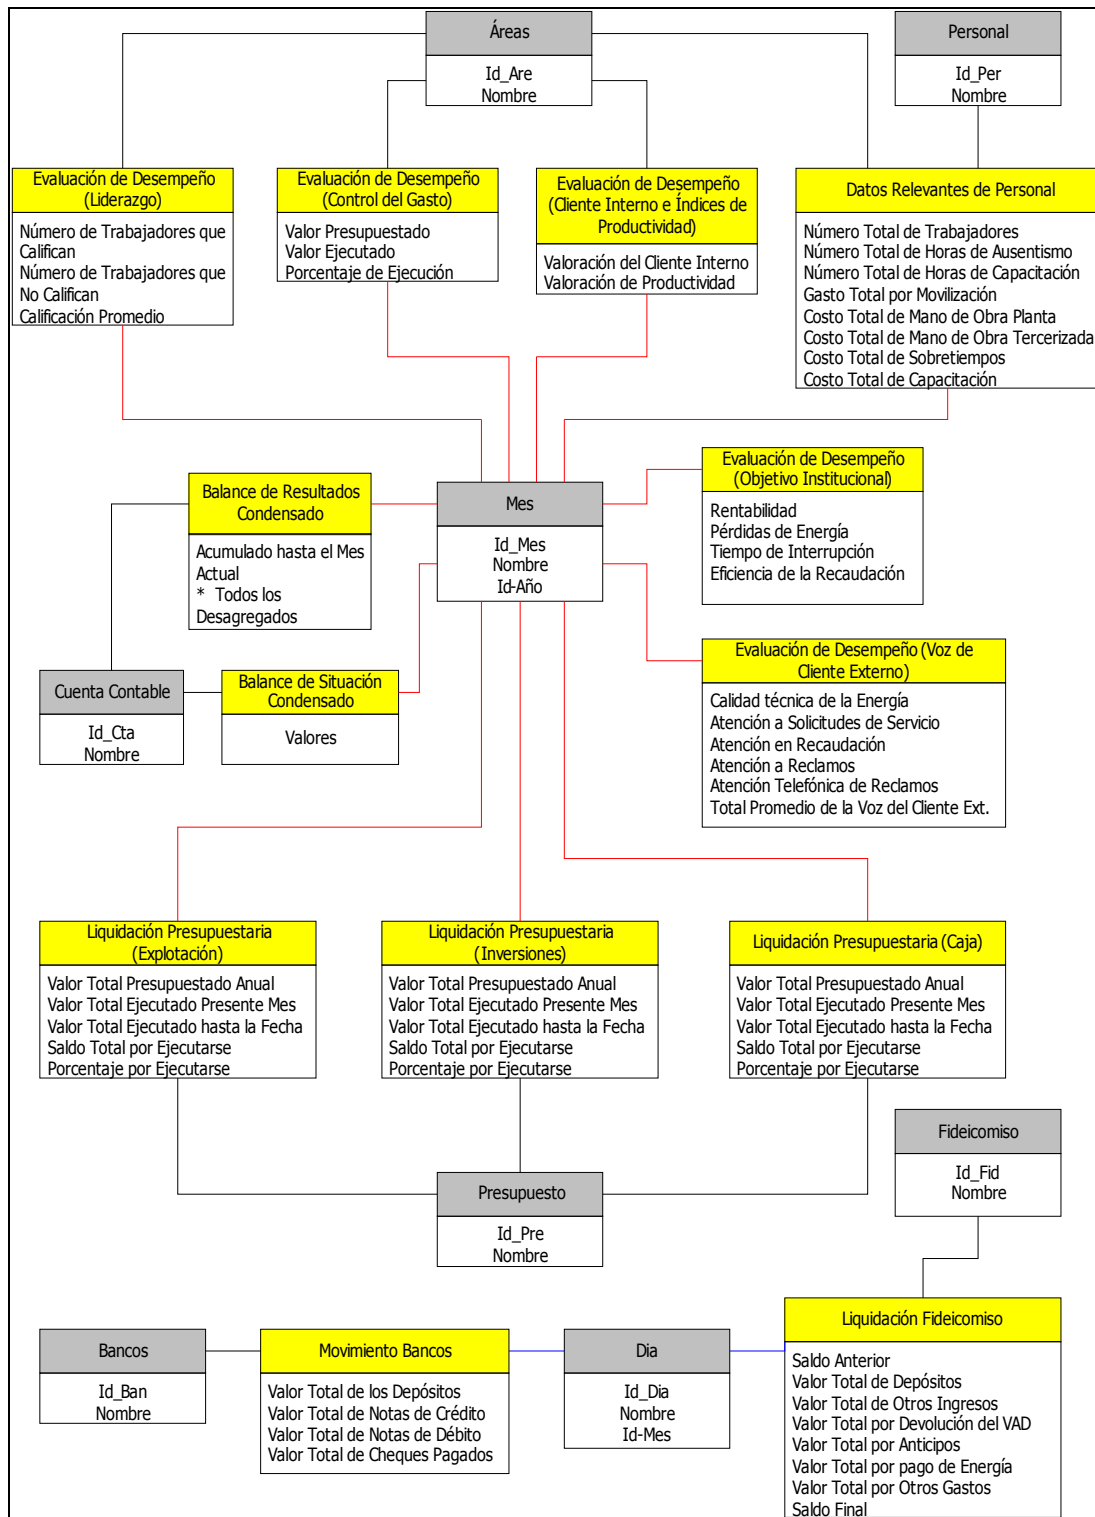 Áreas
Id_Are
Nombre
Personal
Id_Per
Nombre
Evaluación de Desempeño
(Liderazgo)
Número de Trabajadores que
Califican
Número de Trabajadores que
No Califican
Calificación Promedio
Evaluación de Desempeño
(Control del Gasto)
Valor Presupuestado
Valor Ejecutado
Porcentaje de Ejecución
Evaluación de Desempeño
(Cliente Interno e Índices de
Productividad)
Valoración del Cliente Interno
Valoración de Productividad
Datos Relevantes de Personal
Número Total de Trabajadores
Número Total de Horas de Ausentismo
Número Total de Horas de Capacitación
Gasto Total por Movilización
Costo Total de Mano de Obra Planta
Costo Total de Mano de Obra Tercerizada
Costo Total de Sobretiempos
Costo Total de Capacitación
Balance de Resultados
Condensado
Acumulado hasta el Mes
Actual
* Todos los
Desagregados
Mes
Id_Mes
Nombre
Id-Año
Evaluación de Desempeño
(Objetivo Institucional)
Rentabilidad
Pérdidas de Energía
Tiempo de Interrupción
Eficiencia de la Recaudación
Cuenta Contable
Id_Cta
Nombre
Balance de Situación
Condensado
Valores
Evaluación de Desempeño (Voz de
Cliente Externo)
Calidad técnica de la Energía
Atención a Solicitudes de Servicio
Atención en Recaudación
Atención a Reclamos
Atención Telefónica de Reclamos
Total Promedio de la Voz del Cliente Ext.
Liquidación Presupuestaria
(Explotación)
Valor Total Presupuestado Anual
Valor Total Ejecutado Presente Mes
Valor Total Ejecutado hasta la Fecha
Saldo Total por Ejecutarse
Porcentaje por Ejecutarse
Liquidación Presupuestaria
(Inversiones)
Valor Total Presupuestado Anual
Valor Total Ejecutado Presente Mes
Valor Total Ejecutado hasta la Fecha
Saldo Total por Ejecutarse
Porcentaje por Ejecutarse
Liquidación Presupuestaria (Caja)
Valor Total Presupuestado Anual
Valor Total Ejecutado Presente Mes
Valor Total Ejecutado hasta la Fecha
Saldo Total por Ejecutarse
Porcentaje por Ejecutarse
Presupuesto
Id_Pre
Nombre
Fideicomiso
Id_Fid
Nombre
Bancos
Id_Ban
Nombre
Movimiento Bancos
Valor Total de los Depósitos
Valor Total de Notas de Crédito
Valor Total de Notas de Débito
Valor Total de Cheques Pagados
Dia
Id_Dia
Nombre
Id-Mes
Liquidación Fideicomiso
Saldo Anterior
Valor Total de Depósitos
Valor Total de Otros Ingresos
Valor Total por Devolución del VAD
Valor Total por Anticipos
Valor Total por pago de Energía
Valor Total por Otros Gastos
Saldo Final